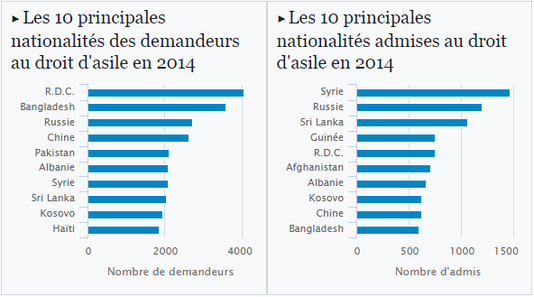 ▸ Les 10 principales
nationalités des demandeurs
au droit d'asile en 2014
R.D.C.
Bangladesh
Russie
Chine
Pakistan
Albanie
Syrie
Sri Lanka
Kosovo
Haïti
0 2000 4000
Nombre de demandeurs
▸ Les 10 principales
nationalités admises au droit
d'asile en 2014
Syrie
Russie
Sri Lanka
Guinée
R.D.C.
Afghanistan
Albanie
Kosovo
Chine
Bangladesh
0 500 1000 1500
Nombre d'admis